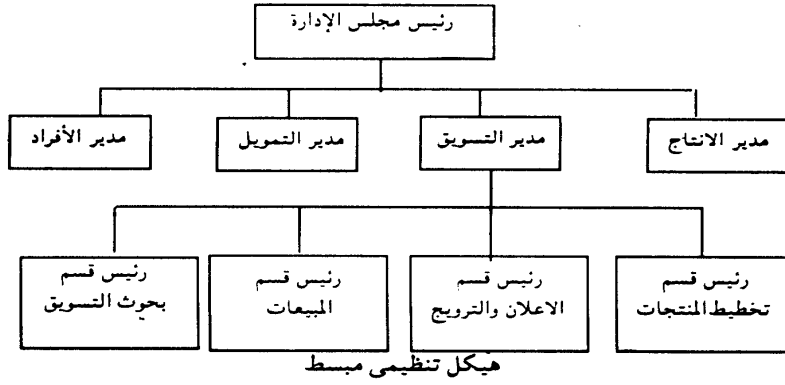 رئيس مجلس الإدارة
مدير الانتاج
مدير التسويق
مدير التمويل
مدير الأفراد
رئيس قسم
تخطيط المنتجات
رئيس قسم
الاعلان والترويج
رئيس قسم
المبيعات
رئيس قسم
بحوث التسويق
هيكل تنظيمى مبسط